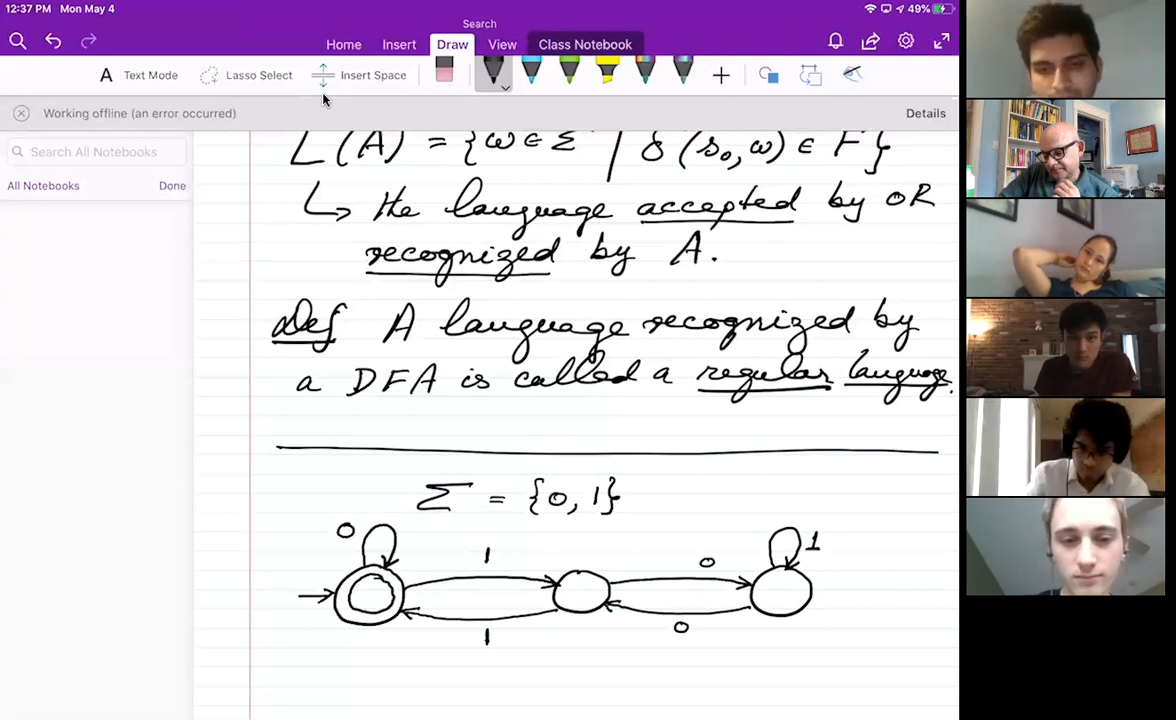 12:37 PM Mon May 4
49%
Search
Home Insert Draw View Class Notebook
A Text Mode Lasso Select Insert Space
Working offline (an error occurred) Details
Search All Notebooks
All Notebooks Done
L(A) = {ω ∈ Σ | δ(s₀, ω) ∈ F}
↳ the language accepted by OR
recognized by A.
Def A language recognized by
a DFA is called a regular language.
Σ = {0, 1}
0 1 0 1
1 0